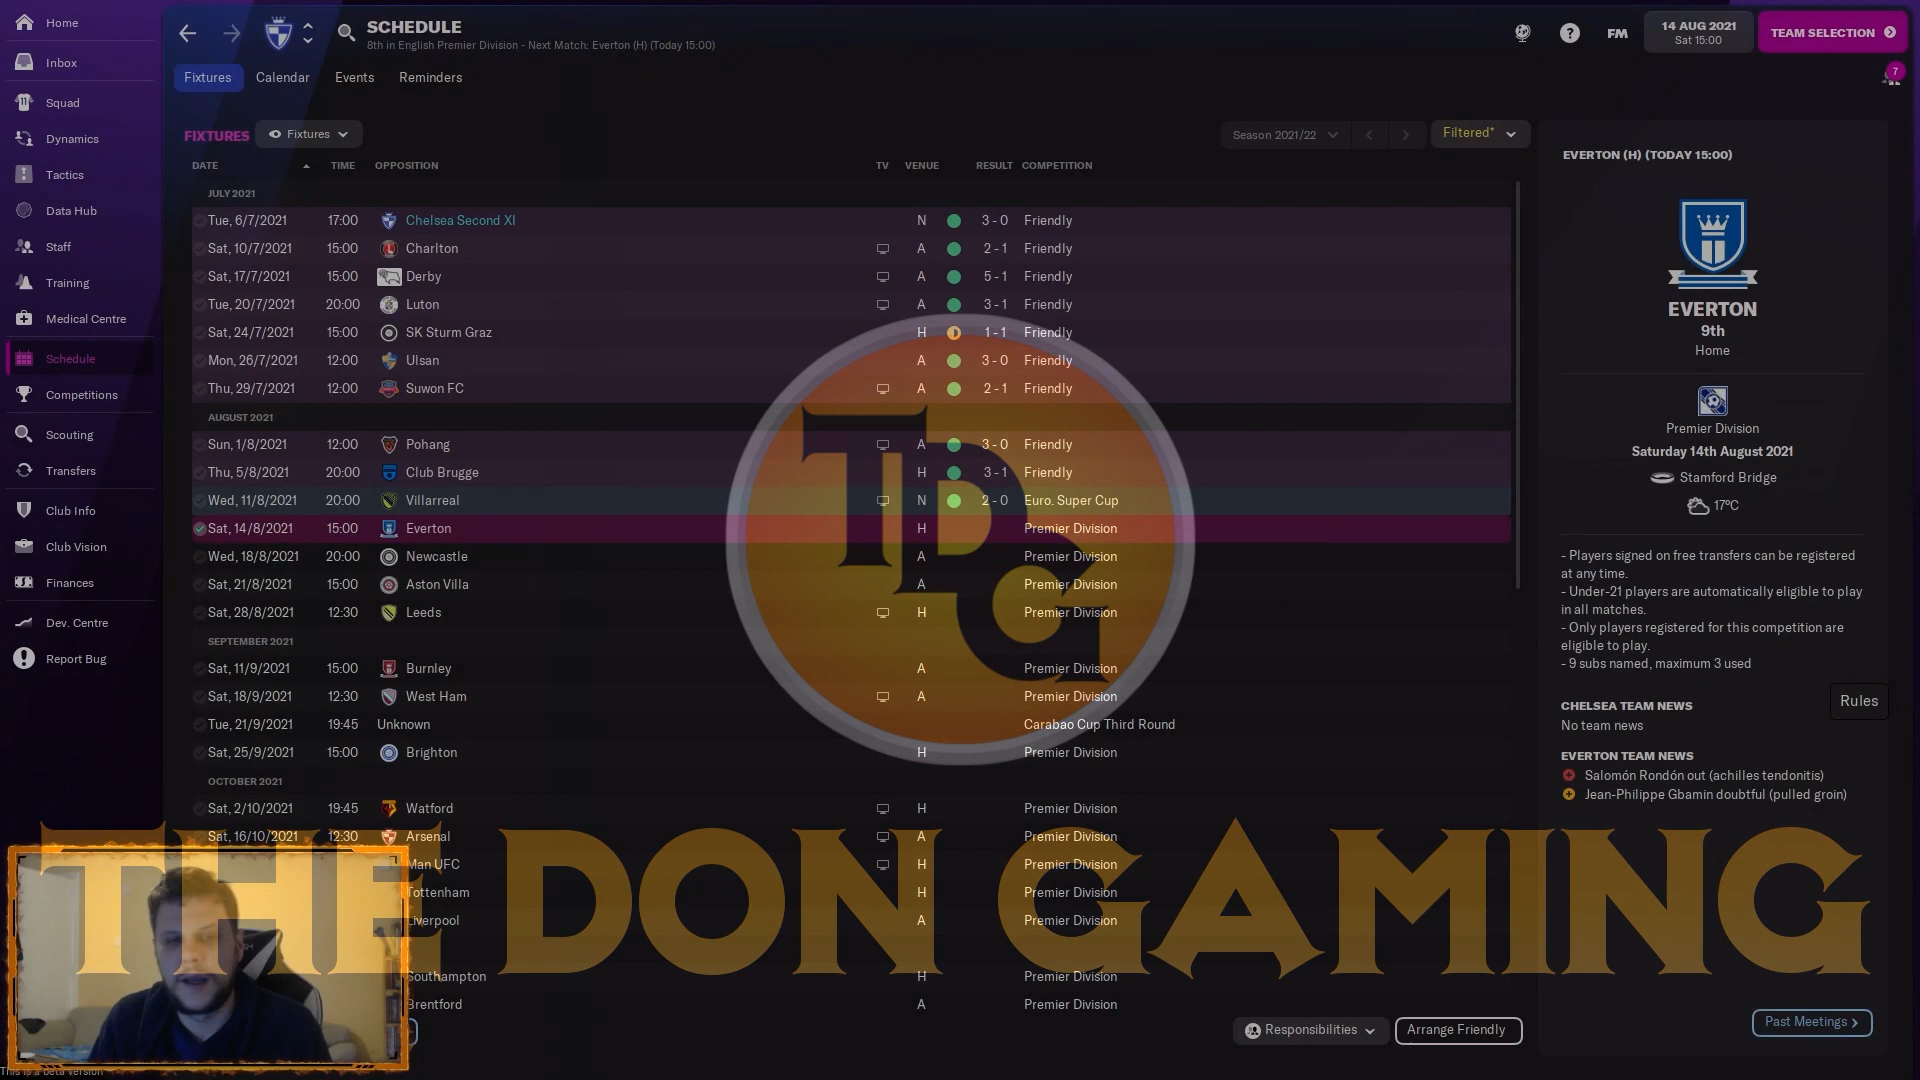 Home
SCHEDULE
8th in English Premier Division - Next Match: Everton (H) (Today 15:00)
FM
14 AUG 2021
Sat 15:00
TEAM SELECTION
7
Inbox
Fixtures Calendar Events Reminders
Squad
Dynamics
Tactics
Data Hub
Staff
Training
Medical Centre
Schedule
Competitions
Scouting
Transfers
Club Info
Club Vision
Finances
Dev. Centre
Report Bug
FIXTURES Fixtures Season 2021/22 Filtered*
DATE TIME OPPOSITION TV VENUE RESULT COMPETITION
JULY 2021
Tue, 6/7/2021 17:00 Chelsea Second XI N 3 - 0 Friendly
Sat, 10/7/2021 15:00 Charlton A 2 - 1 Friendly
Sat, 17/7/2021 15:00 Derby A 5 - 1 Friendly
Tue, 20/7/2021 20:00 Luton A 3 - 1 Friendly
Sat, 24/7/2021 15:00 SK Sturm Graz H 1 - 1 Friendly
Mon, 26/7/2021 12:00 Ulsan A 3 - 0 Friendly
Thu, 29/7/2021 12:00 Suwon FC A 2 - 1 Friendly
AUGUST 2021
Sun, 1/8/2021 12:00 Pohang A 3 - 0 Friendly
Thu, 5/8/2021 20:00 Club Brugge H 3 - 1 Friendly
Wed, 11/8/2021 20:00 Villarreal N 2 - 0 Euro. Super Cup
Sat, 14/8/2021 15:00 Everton H Premier Division
Wed, 18/8/2021 20:00 Newcastle A Premier Division
Sat, 21/8/2021 15:00 Aston Villa A Premier Division
Sat, 28/8/2021 12:30 Leeds H Premier Division
SEPTEMBER 2021
Sat, 11/9/2021 15:00 Burnley A Premier Division
Sat, 18/9/2021 12:30 West Ham A Premier Division
Tue, 21/9/2021 19:45 Unknown Carabao Cup Third Round
Sat, 25/9/2021 15:00 Brighton H Premier Division
OCTOBER 2021
Sat, 2/10/2021 19:45 Watford H Premier Division
Sat, 16/10/2021 12:30 Arsenal A Premier Division
Man UFC H Premier Division
Tottenham H Premier Division
Liverpool A Premier Division
Southampton H Premier Division
Brentford A Premier Division
Responsibilities Arrange Friendly
TDG
THE DON GAMING
EVERTON (H) (TODAY 15:00)
EVERTON
9th
Home
Premier Division
Saturday 14th August 2021
Stamford Bridge
17ºC
- Players signed on free transfers can be registered
at any time.
- Under-21 players are automatically eligible to play
in all matches.
- Only players registered for this competition are
eligible to play.
- 9 subs named, maximum 3 used
Rules
CHELSEA TEAM NEWS
No team news
EVERTON TEAM NEWS
Salomón Rondón out (achilles tendonitis)
Jean-Philippe Gbamin doubtful (pulled groin)
Past Meetings
This is a beta version